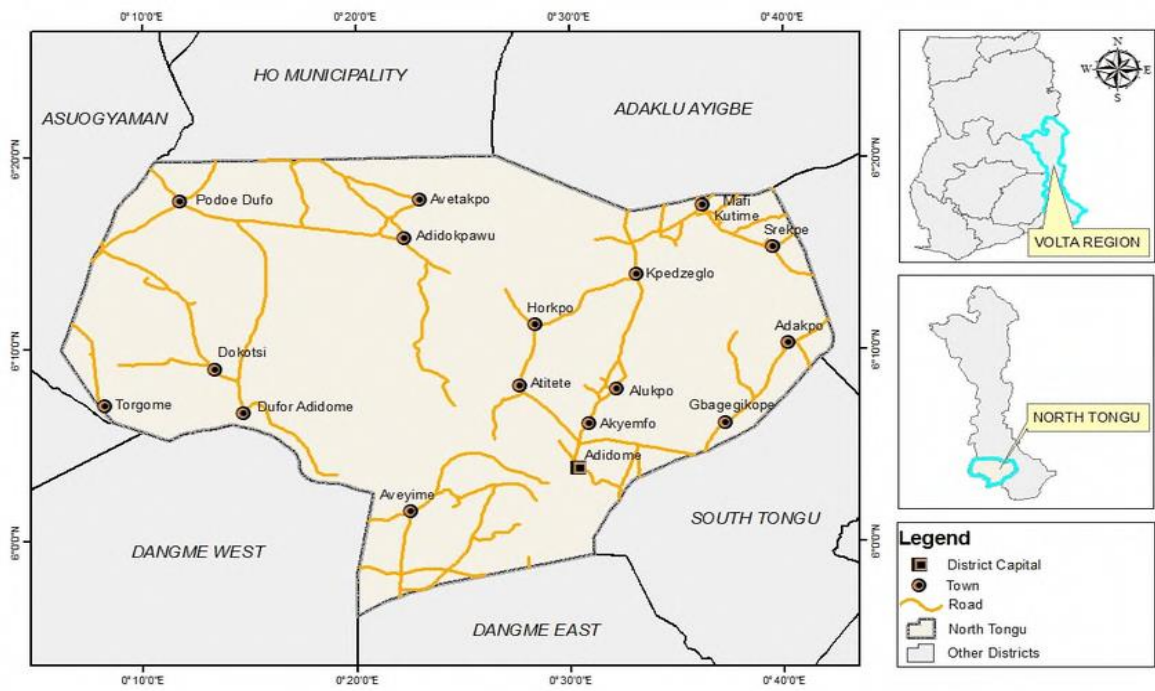 0°10'0"E
0°20'0"E
0°30'0"E
0°40'0"E
6°20'0"N
6°10'0"N
6°0'0"N
HO MUNICIPALITY
ASUOGYAMAN
ADAKLU AYIGBE
Podoe Dufo
Avetakpo
Adidokpawu
Mafi
Kutime
Srekpe
Kpedzeglo
Horkpo
Adakpo
Dokotsi
Torgome
Dufor Adidome
Atitete
Alukpo
Gbagegikope
Akyemfo
Adidome
Aveyime
DANGME WEST
SOUTH TONGU
DANGME EAST
6°20'0"N
6°10'0"N
6°0'0"N
0°10'0"E
0°20'0"E
0°30'0"E
0°40'0"E
N
W
E
S
VOLTA REGION
NORTH TONGU
Legend
District Capital
Town
Road
North Tongu
Other Districts